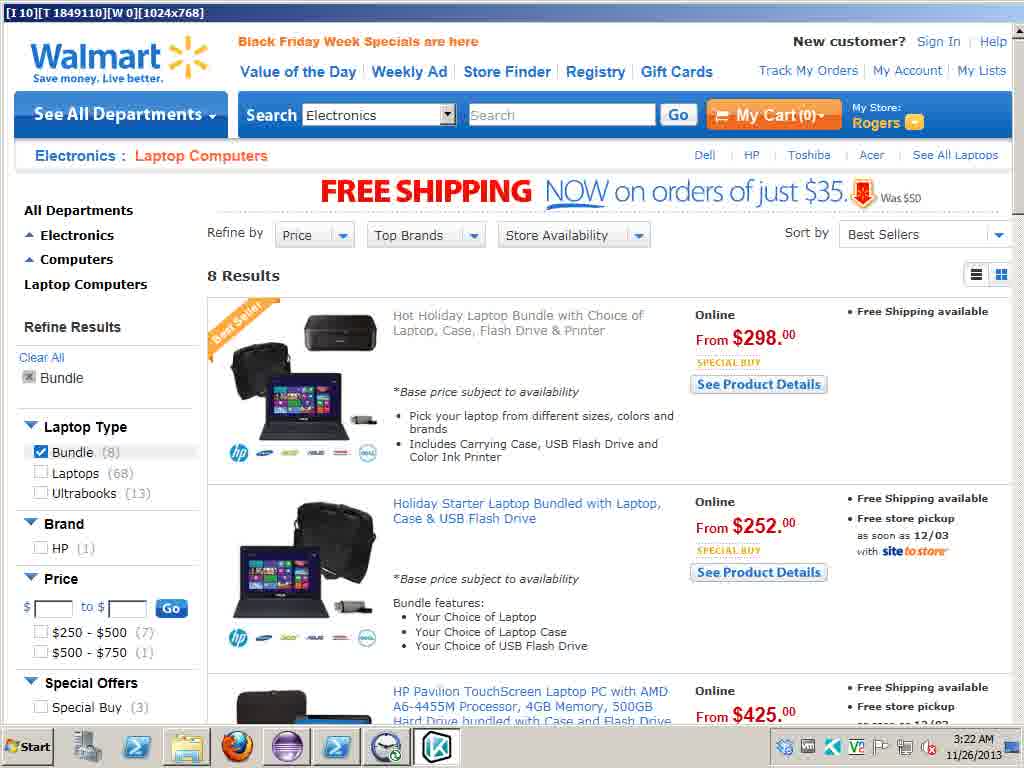 [I 10][T 1849110][W 0][1024x768]
Walmart
Save money. Live better.
Black Friday Week Specials are here
New customer? Sign In | Help
Value of the Day | Weekly Ad | Store Finder | Registry | Gift Cards
Track My Orders | My Account | My Lists
See All Departments
Search Electronics Search Go
My Cart (0)
My Store:
Rogers
Electronics : Laptop Computers
Dell | HP | Toshiba | Acer | See All Laptops
FREE SHIPPING NOW on orders of just $35. Was $50
All Departments
Electronics
Computers
Laptop Computers
Refine Results
Clear All
Bundle
Laptop Type
Bundle (8)
Laptops (68)
Ultrabooks (13)
Brand
HP (1)
Price
$ to $ Go
$250 - $500 (7)
$500 - $750 (1)
Special Offers
Special Buy (3)
Refine by Price Top Brands Store Availability
Sort by Best Sellers
8 Results
Best Seller
hp
DELL
Hot Holiday Laptop Bundle with Choice of
Laptop, Case, Flash Drive & Printer
*Base price subject to availability
• Pick your laptop from different sizes, colors and
brands
• Includes Carrying Case, USB Flash Drive and
Color Ink Printer
Online
From $298.00
SPECIAL BUY
See Product Details
• Free Shipping available
hp
DELL
Holiday Starter Laptop Bundled with Laptop,
Case & USB Flash Drive
*Base price subject to availability
Bundle features:
• Your Choice of Laptop
• Your Choice of Laptop Case
• Your Choice of USB Flash Drive
Online
From $252.00
SPECIAL BUY
See Product Details
• Free Shipping available
• Free store pickup
as soon as 12/03
with site to store
HP Pavilion TouchScreen Laptop PC with AMD
A6-4455M Processor, 4GB Memory, 500GB
Hard Drive bundled with Case and Flash Drive
Online
From $425.00
• Free Shipping available
• Free store pickup
as soon as 12/03
Start
3:22 AM
11/26/2013